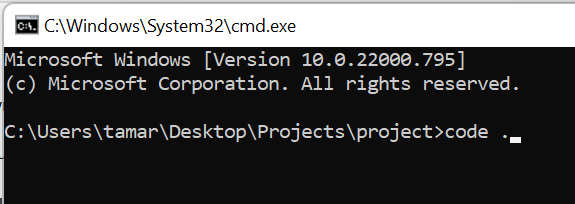 C:\Windows\System32\cmd.exe
Microsoft Windows [Version 10.0.22000.795]
(c) Microsoft Corporation. All rights reserved.
C:\Users\tamar\Desktop\Projects\project>code .